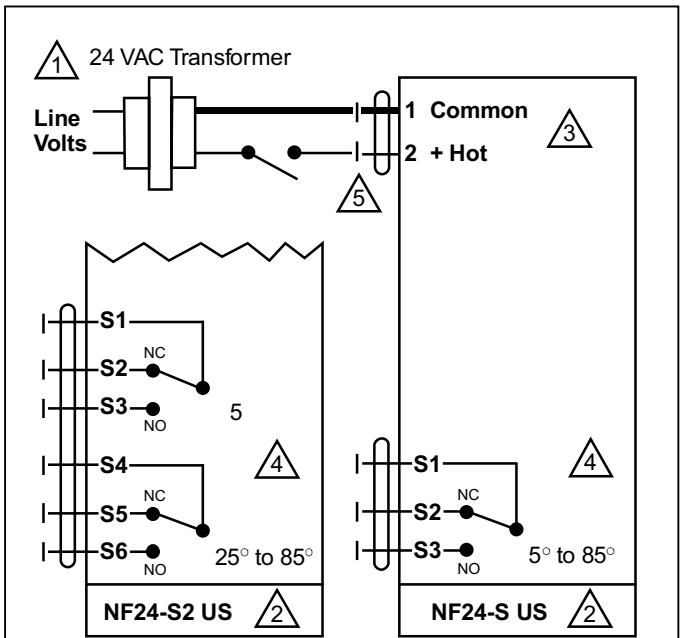 1 24 VAC Transformer
Line
Volts
1 Common
2 + Hot
3
5
S1
S2 NC
S3 NO
5
4
S4
S5 NC
S6 NO
25° to 85°
NF24-S2 US 2
S1
4
S2 NC
S3 NO
5° to 85°
NF24-S US 2